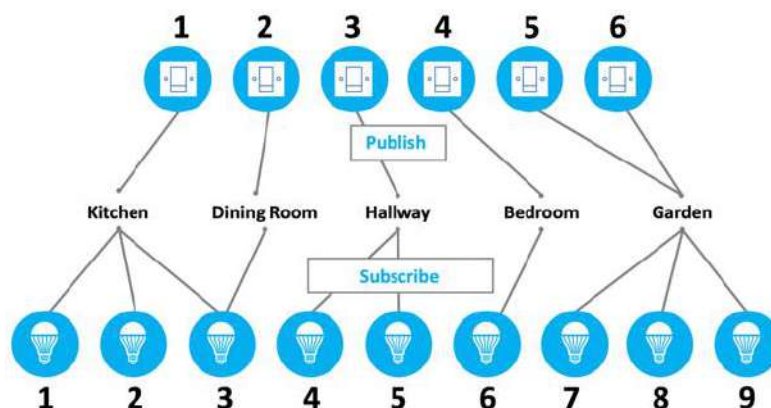 1 2 3 4 5 6
Publish
Kitchen Dining Room Hallway Bedroom Garden
Subscribe
1 2 3 4 5 6 7 8 9